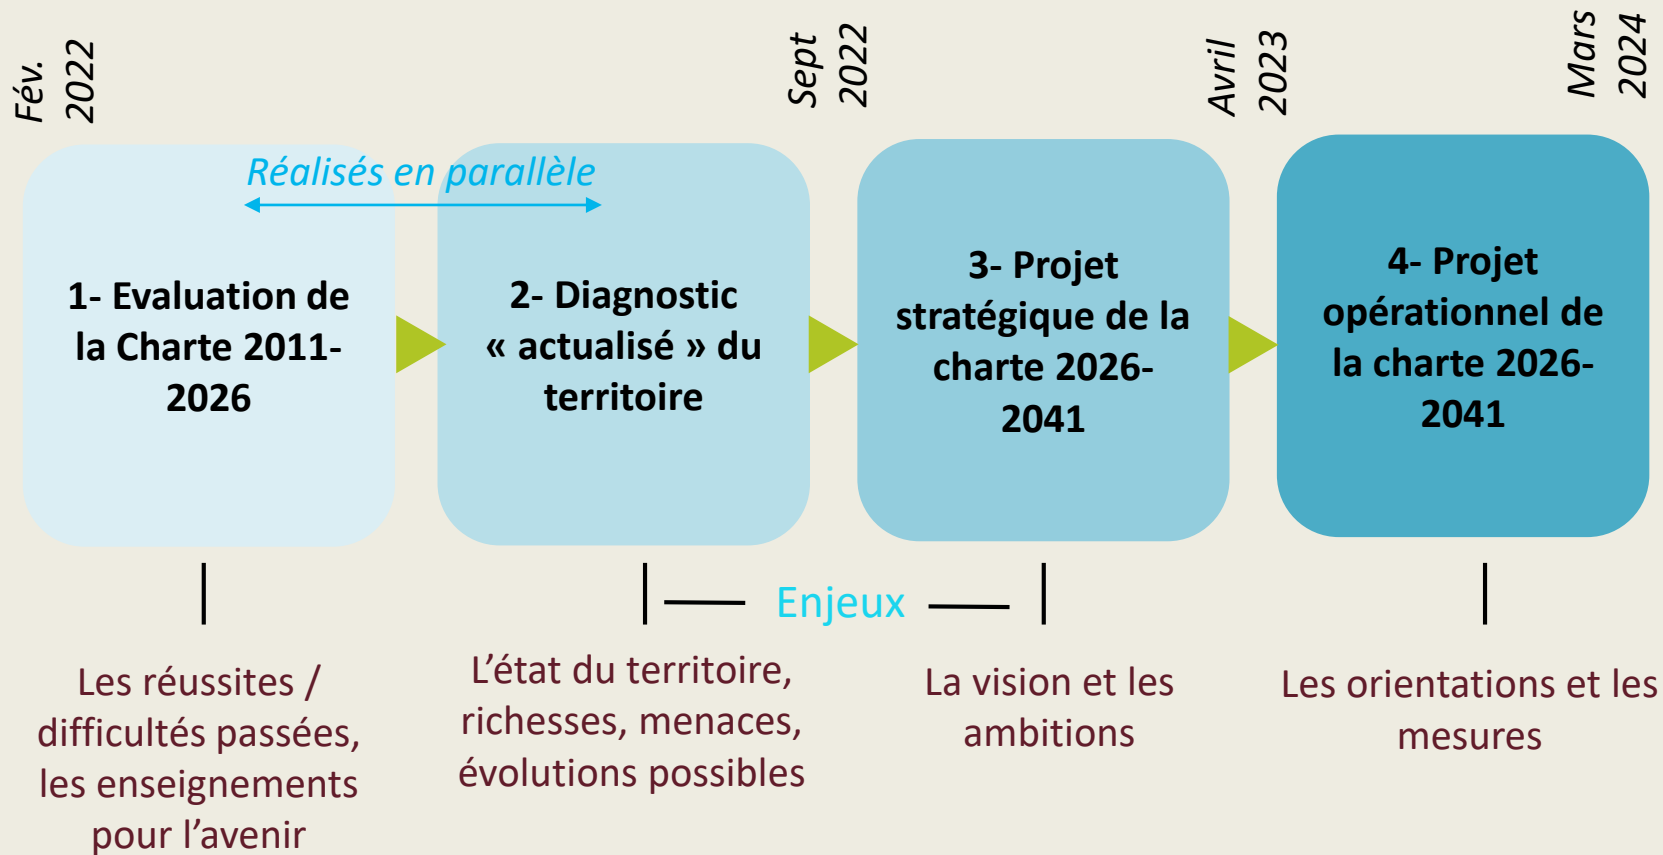 Fév.
2022
Sept
2022
Avril
2023
Mars
2024
Réalisés en parallèle
1- Evaluation de
la Charte 2011-
2026
2- Diagnostic
« actualisé » du
territoire
3- Projet
stratégique de la
charte 2026-
2041
4- Projet
opérationnel de
la charte 2026-
2041
Enjeux
Les réussites /
difficultés passées,
les enseignements
pour l’avenir
L’état du territoire,
richesses, menaces,
évolutions possibles
La vision et les
ambitions
Les orientations et les
mesures